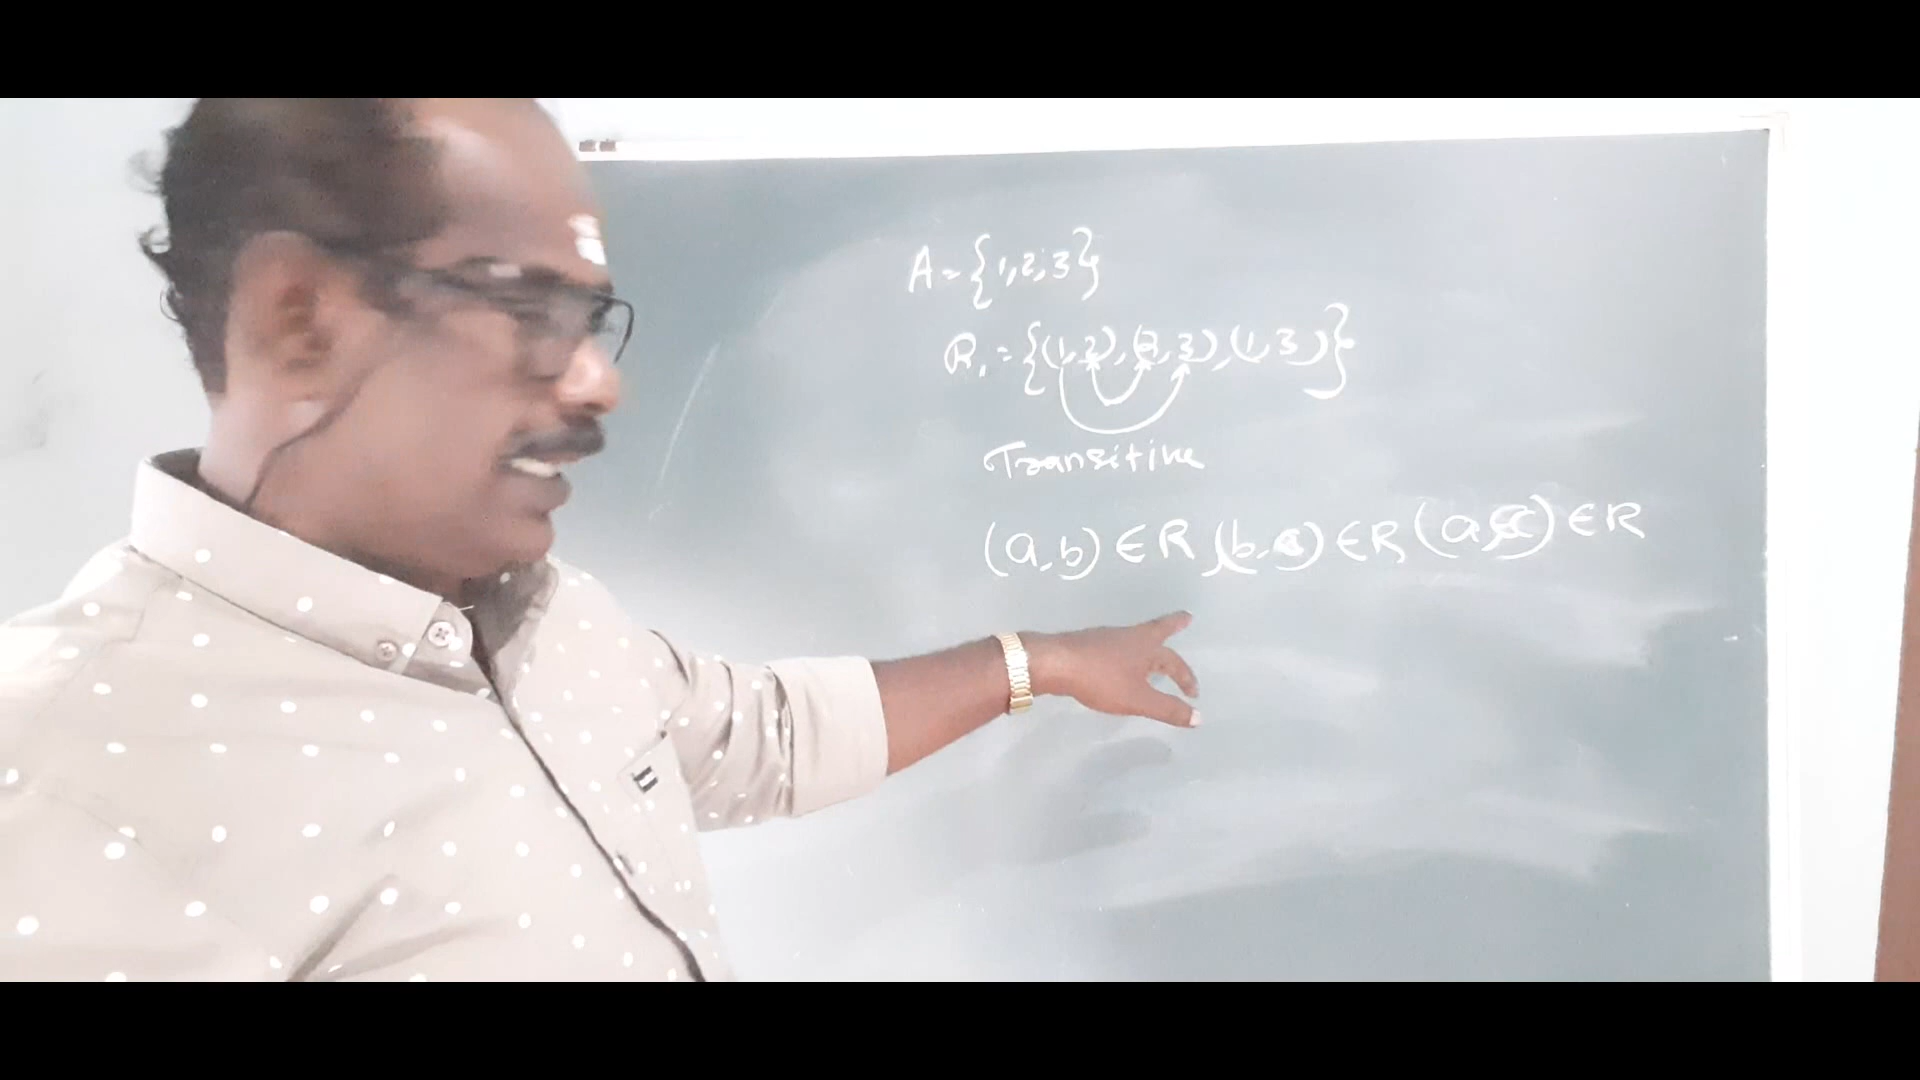 A={1,2,3}
R₁={(1,2),(2,3),(1,3)}
Transitive
(a,b)∈R,(b,c)∈R (a,c)∈R